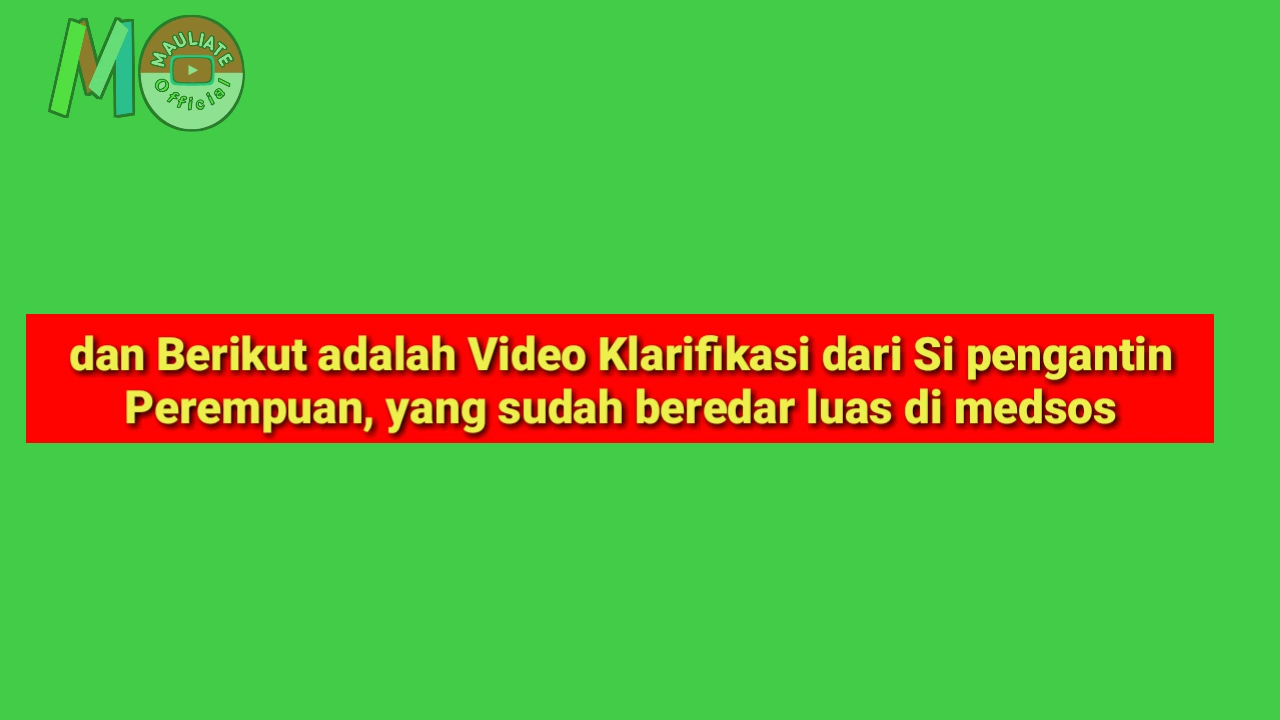 MAULIATE
Official
dan Berikut adalah Video Klarifikasi dari Si pengantin
Perempuan, yang sudah beredar luas di medsos